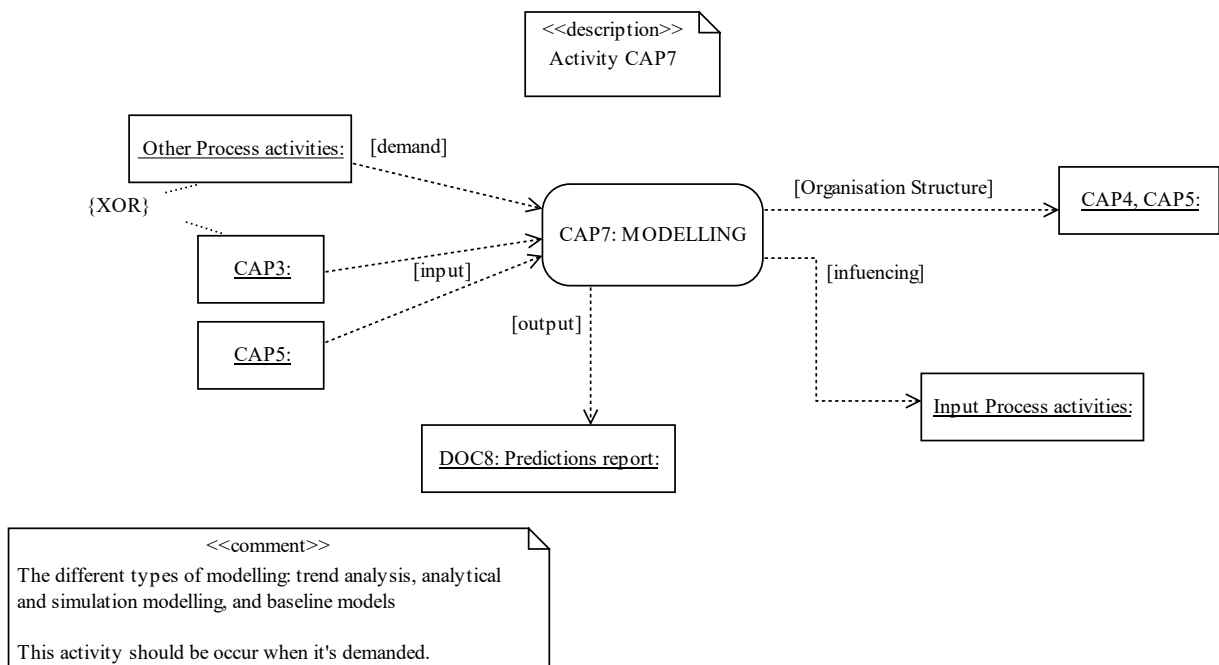 <<description>>
Activity CAP7
Other Process activities:
[demand]
{XOR}
[Organisation Structure]
CAP4, CAP5:
CAP7: MODELLING
CAP3:
[input]
[infuencing]
[output]
CAP5:
Input Process activities:
DOC8: Predictions report:
<<comment>>
The different types of modelling: trend analysis, analytical
and simulation modelling, and baseline models
This activity should be occur when it's demanded.